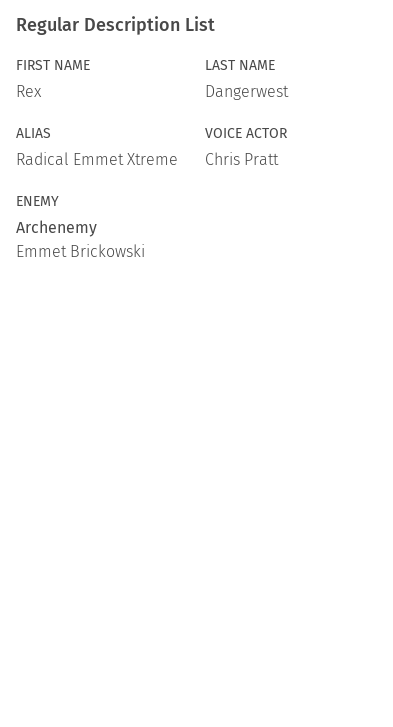 Regular Description List
FIRST NAME
Rex
LAST NAME
Dangerwest
ALIAS
Radical Emmet Xtreme
VOICE ACTOR
Chris Pratt
ENEMY
Archenemy
Emmet Brickowski